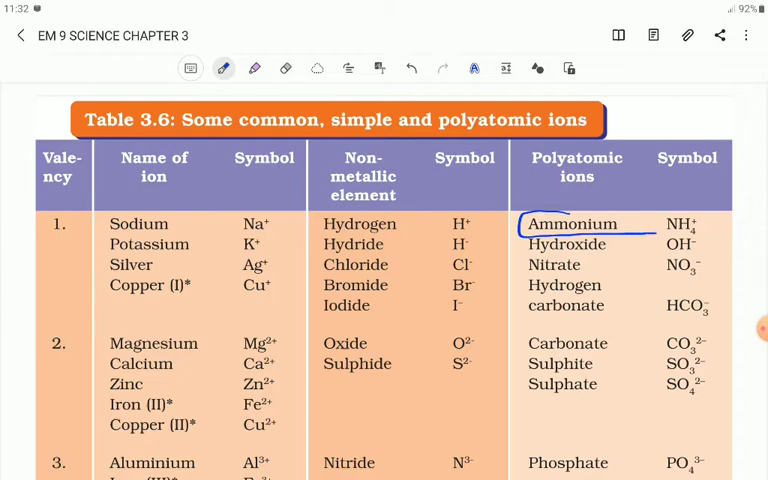 11:32 92%
EM 9 SCIENCE CHAPTER 3
Table 3.6: Some common, simple and polyatomic ions
Vale-ncy Name of ion Symbol Non-metallic element Symbol Polyatomic ions Symbol
1. Sodium Na⁺ Hydrogen H⁺ Ammonium NH₄⁺
Potassium K⁺ Hydride H⁻ Hydroxide OH⁻
Silver Ag⁺ Chloride Cl⁻ Nitrate NO₃⁻
Copper (I)* Cu⁺ Bromide Br⁻ Hydrogen
Iodide I⁻ carbonate HCO₃⁻
2. Magnesium Mg²⁺ Oxide O²⁻ Carbonate CO₃²⁻
Calcium Ca²⁺ Sulphide S²⁻ Sulphite SO₃²⁻
Zinc Zn²⁺ Sulphate SO₄²⁻
Iron (II)* Fe²⁺
Copper (II)* Cu²⁺
3. Aluminium Al³⁺ Nitride N³⁻ Phosphate PO₄³⁻